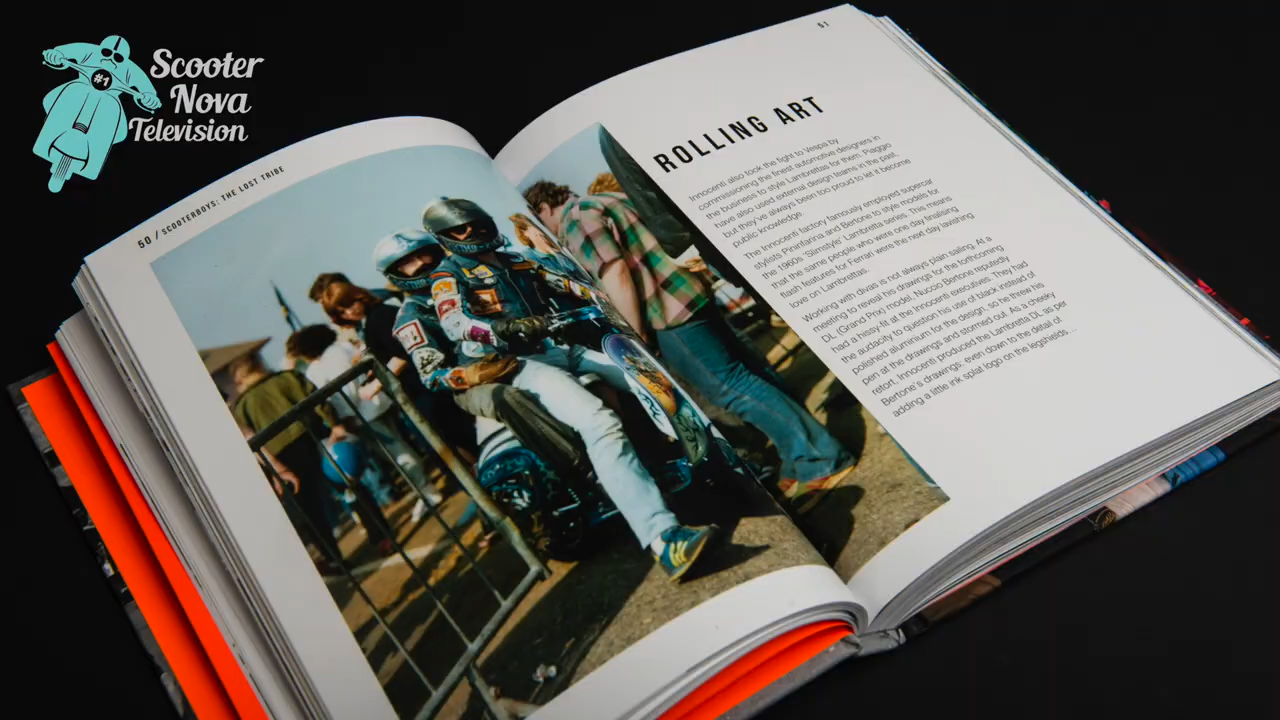 #1
Scooter
Nova
Television
50 / SCOOTERBOYS: THE LOST TRIBE
51
ROLLING ART
Innocenti also took the fight to Vespa by
commissioning the finest automotive designers in
the business to style Lambrettas for them. Piaggio
have also used external design teams in the past,
but they've always been too proud to let it become
public knowledge.
The Innocenti factory famously employed supercar
stylists Pininfarina and Bertone to style models for
the 1960s 'Slimstyle' Lambretta series. This means
that the same people who were one day finalising
flash features for Ferrari were the next day lavishing
love on Lambrettas.
Working with divas is not always plain sailing. At a
meeting to reveal his drawings for the forthcoming
DL (Grand Prix) model, Nuccio Bertone reputedly
had a hissy-fit at the Innocenti executives. They had
the audacity to question his use of black instead of
polished aluminium for the design, so he threw his
pen at the drawings and stormed out. As a cheeky
retort, Innocenti produced the Lambretta DL as per
Bertone's drawings, even down to the detail of
adding a little ink splat logo on the legshields...